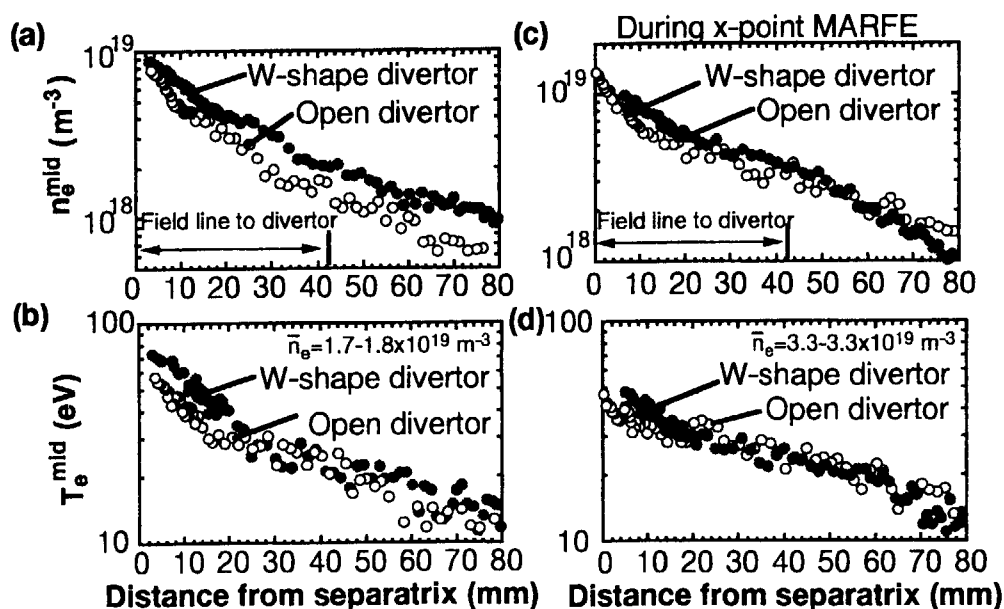 (a)
10^19
10^18
n_e^mid (m^-3)
W-shape divertor
Open divertor
Field line to divertor
0 10 20 30 40 50 60 70 80
(c)
During x-point MARFE
10^19
10^18
W-shape divertor
Open divertor
Field line to divertor
0 10 20 30 40 50 60 70 80
(b)
100
10
T_e^mid (eV)
n̄e=1.7-1.8x10^19 m^-3
W-shape divertor
Open divertor
0 10 20 30 40 50 60 70 80
Distance from separatrix (mm)
(d)
100
10
n̄e=3.3-3.3x10^19 m^-3
W-shape divertor
Open divertor
0 10 20 30 40 50 60 70 80
Distance from separatrix (mm)